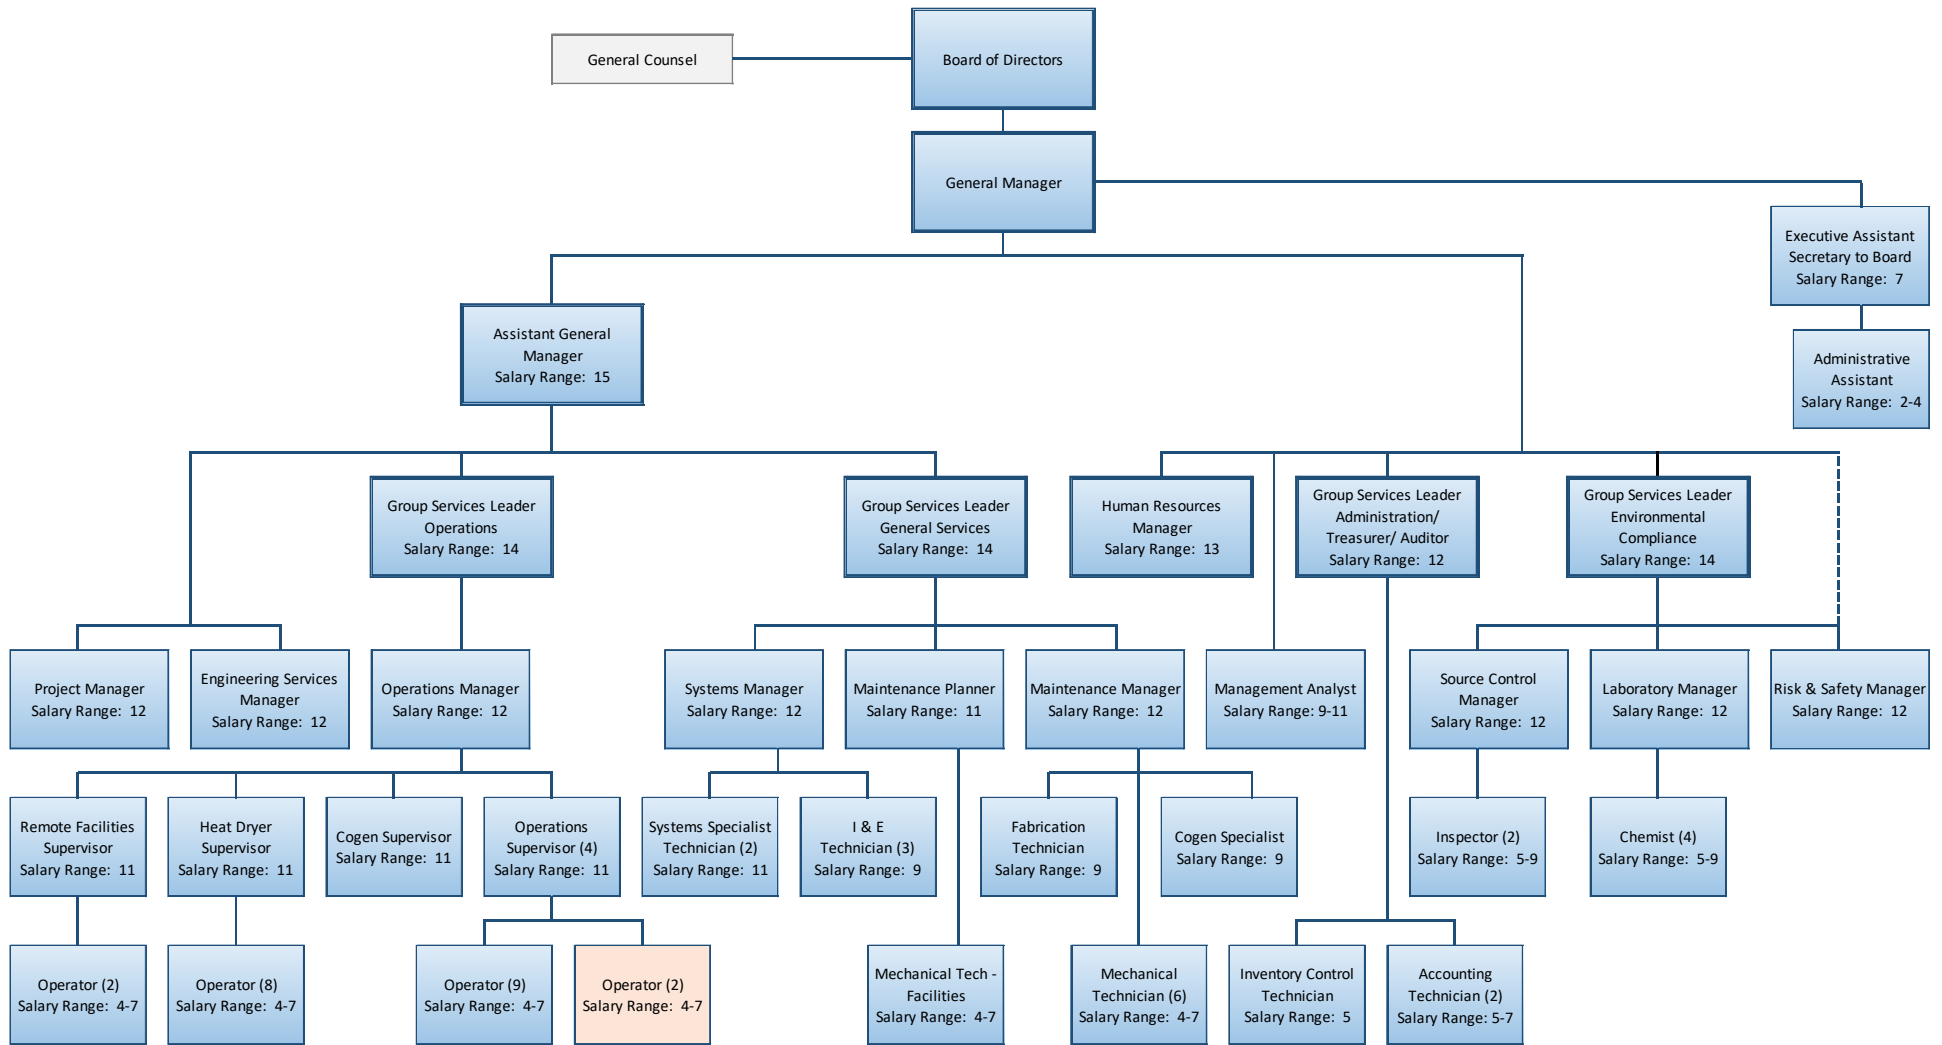 General Counsel
Board of Directors
General Manager
Executive Assistant
Secretary to Board
Salary Range: 7
Assistant General
Manager
Salary Range: 15
Administrative
Assistant
Salary Range: 2-4
Group Services Leader
Operations
Salary Range: 14
Group Services Leader
General Services
Salary Range: 14
Human Resources
Manager
Salary Range: 13
Group Services Leader
Administration/
Treasurer/ Auditor
Salary Range: 12
Group Services Leader
Environmental
Compliance
Salary Range: 14
Project Manager
Salary Range: 12
Engineering Services
Manager
Salary Range: 12
Operations Manager
Salary Range: 12
Systems Manager
Salary Range: 12
Maintenance Planner
Salary Range: 11
Maintenance Manager
Salary Range: 12
Management Analyst
Salary Range: 9-11
Source Control
Manager
Salary Range: 12
Laboratory Manager
Salary Range: 12
Risk & Safety Manager
Salary Range: 12
Remote Facilities
Supervisor
Salary Range: 11
Heat Dryer
Supervisor
Salary Range: 11
Cogen Supervisor
Salary Range: 11
Operations
Supervisor (4)
Salary Range: 11
Systems Specialist
Technician (2)
Salary Range: 11
I & E
Technician (3)
Salary Range: 9
Fabrication
Technician
Salary Range: 9
Cogen Specialist
Salary Range: 9
Inspector (2)
Salary Range: 5-9
Chemist (4)
Salary Range: 5-9
Operator (2)
Salary Range: 4-7
Operator (8)
Salary Range: 4-7
Operator (9)
Salary Range: 4-7
Operator (2)
Salary Range: 4-7
Mechanical Tech -
Facilities
Salary Range: 4-7
Mechanical
Technician (6)
Salary Range: 4-7
Inventory Control
Technician
Salary Range: 5
Accounting
Technician (2)
Salary Range: 5-7